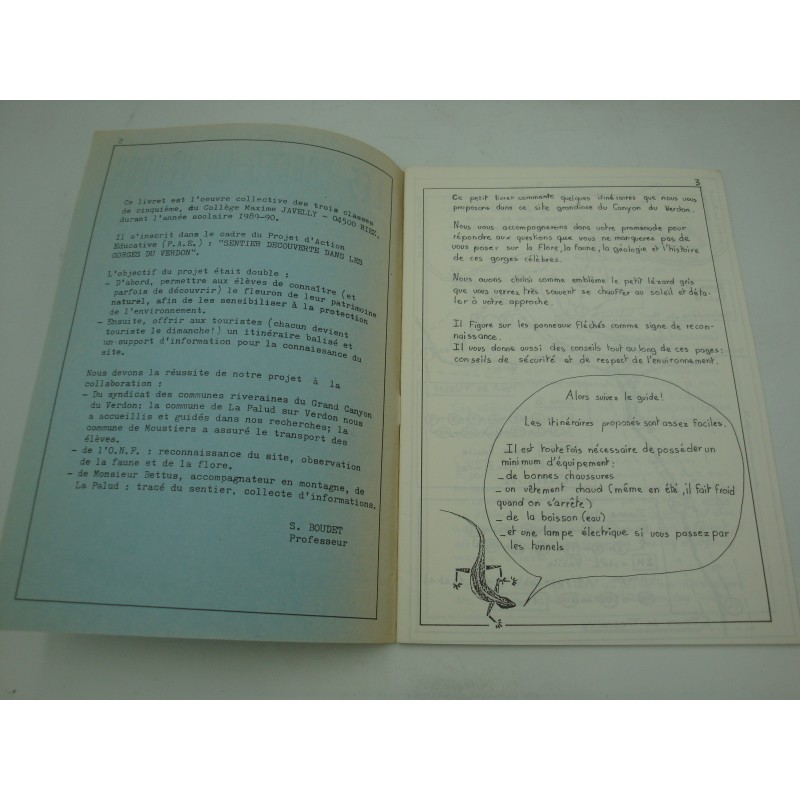 2
Ce livret est l'oeuvre collective des trois classes
de cinquième, du Collège Maxime JAVELLY - 04500 RIEZ,
durant l'année scolaire 1989-90.
Il s'inscrit dans le cadre du Projet d'Action
Educative (P.A.E.) : "SENTIER DECOUVERTE DANS LES
GORGES DU VERDON".
L'objectif du projet était double :
- D'abord, permettre aux élèves de connaître (et
parfois de découvrir) le fleuron de leur patrimoine
naturel, afin de les sensibiliser à la protection
de l'environnement.
- Ensuite, offrir aux touristes (chacun devient
touriste le dimanche!) un itinéraire balisé et
un support d'information pour la connaissance du
site.
Nous devons la réussite de notre projet à la
collaboration :
- Du syndicat des communes riveraines du Grand Canyon
du Verdon; la commune de La Palud sur Verdon nous
a accueillis et guidés dans nos recherches; la
commune de Moustiers a assuré le transport des
élèves.
- de l'O.N.F. : reconnaissance du site, observation
de la faune et de la flore.
- de Monsieur Bettus, accompagnateur en montagne, de
La Palud : tracé du sentier, collecte d'informations.
S. BOUDET
Professeur
3
Ce petit livret commente quelques itinéraires que nous vous
proposons dans ce site grandiose du Canyon du Verdon.
Nous vous accompagnerons dans votre promenade pour
répondre aux questions que vous ne manquerez pas de
vous poser sur la flore, la faune, la géologie et l'histoire
de ces gorges célèbres.
Nous avons choisi comme emblème le petit lézard gris
que vous verrez très souvent se chauffer au soleil et déta-
ler à votre approche.
Il figure sur les panneaux fléchés comme signe de recon-
naissance.
Il vous donne aussi des conseils tout au long de ces pages:
conseils de sécurité et de respect de l'environnement.
Alors suivez le guide!
Les itinéraires proposés sont assez faciles.
Il est toutefois nécessaire de posséder un
minimum d'équipement:
_ de bonnes chaussures
_ un vêtement chaud (même en été, il fait froid
quand on s'arrête)
_ de la boisson (eau)
_ et une lampe électrique si vous passez par
les tunnels